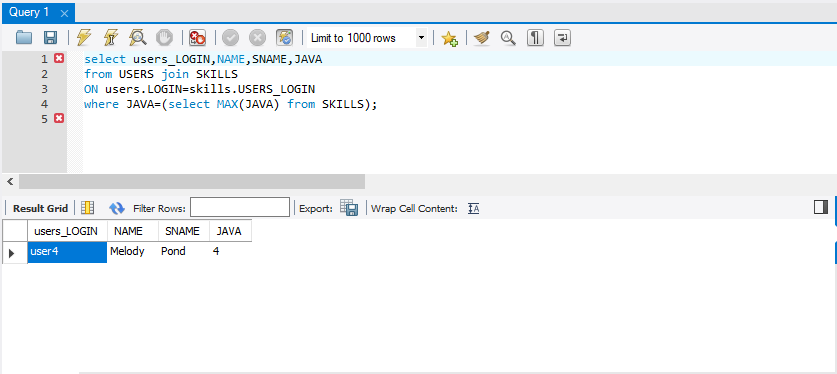 Query 1
Limit to 1000 rows
1 select users_LOGIN,NAME,SNAME,JAVA
2 from USERS join SKILLS
3 ON users.LOGIN=skills.USERS_LOGIN
4 where JAVA=(select MAX(JAVA) from SKILLS);
5
Result Grid Filter Rows: Export: Wrap Cell Content:
users_LOGIN NAME SNAME JAVA
user4 Melody Pond 4